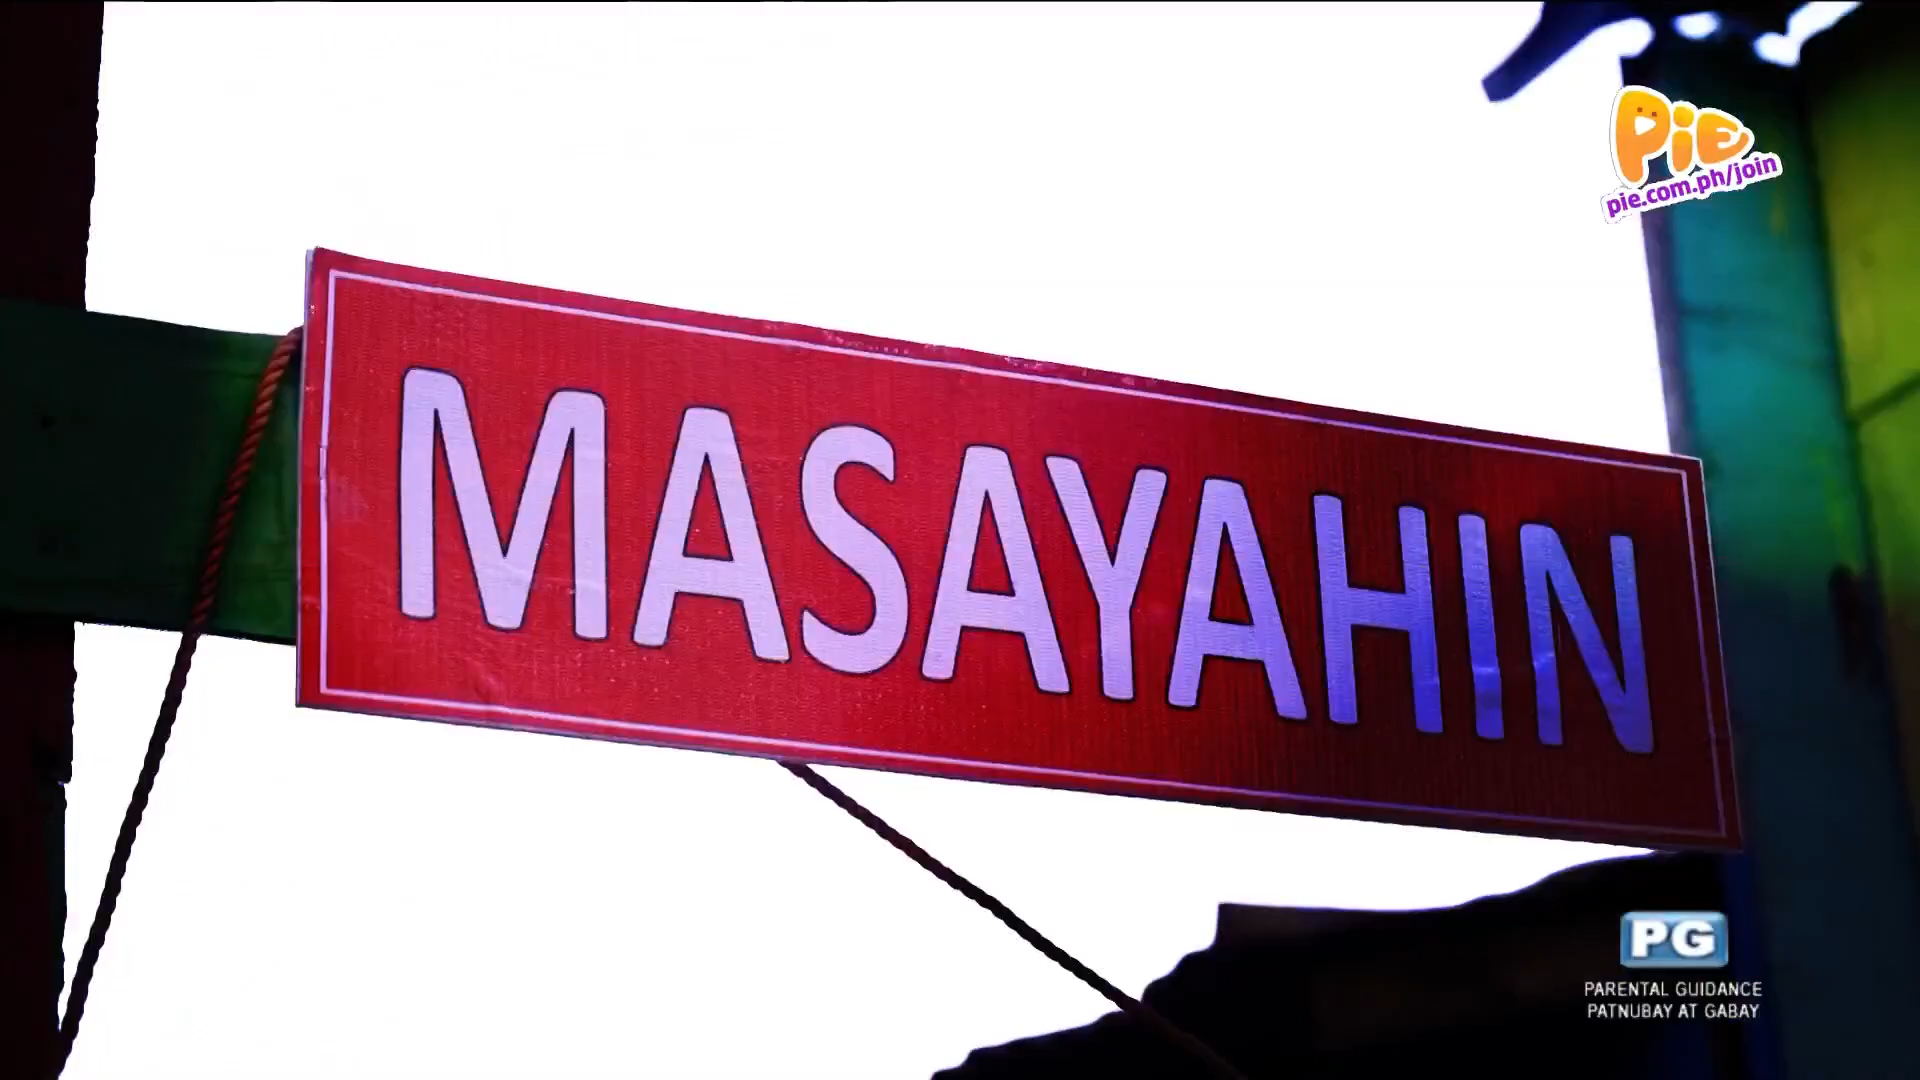 PiE
pie.com.ph/join
MASAYAHIN
PG
PARENTAL GUIDANCE
PATNUBAY AT GABAY